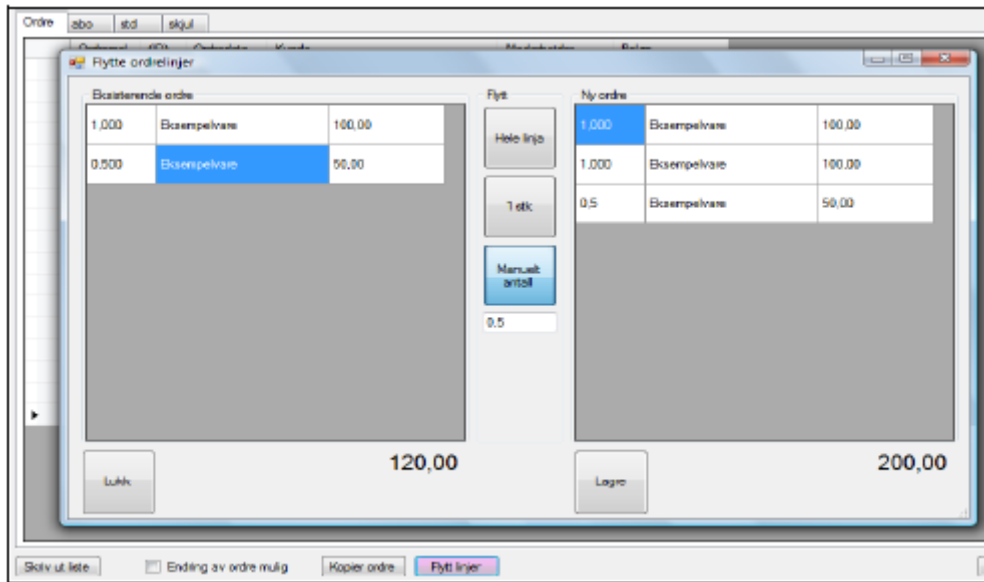 Ordre abo std skjul
Flytte ordrelinjer
Eksisterende ordre
1,000 Eksempelvare 100,00
0,500 Eksempelvare 50,00
120,00
Lukk
Flytt
Hele linja
1 stk
Manuelt
antall
0,5
Ny ordre
1,000 Eksempelvare 100,00
1,000 Eksempelvare 100,00
0,5 Eksempelvare 50,00
200,00
Lagre
Skriv ut liste Endring av ordre mulig Kopier ordre Flytt linjer